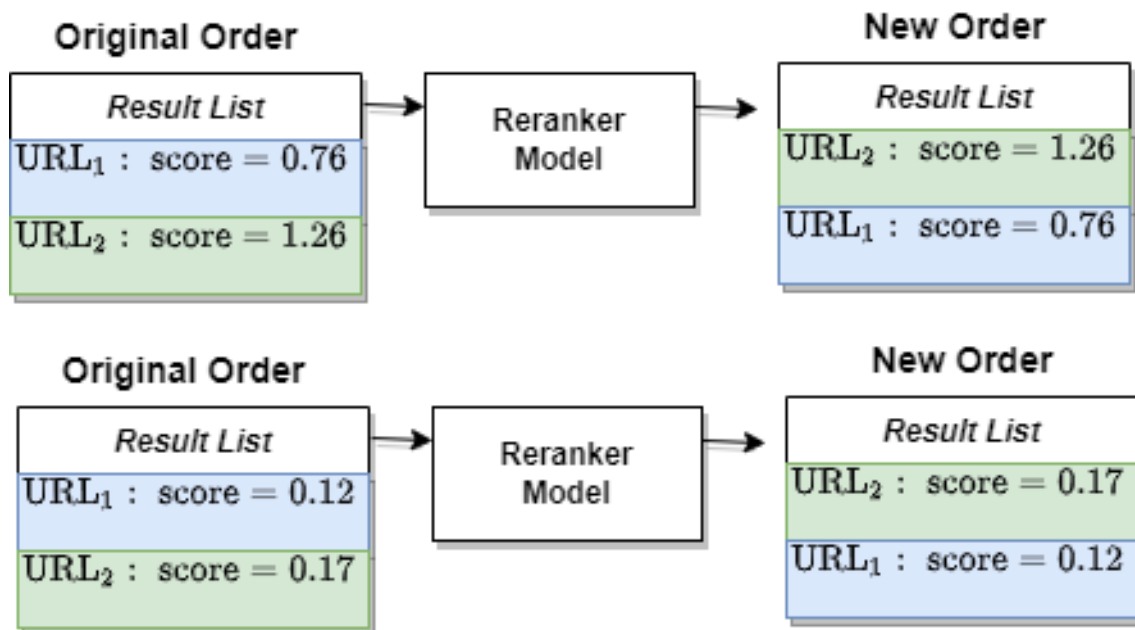 Original Order
Result List
URL₁ : score = 0.76
URL₂ : score = 1.26
Reranker
Model
New Order
Result List
URL₂ : score = 1.26
URL₁ : score = 0.76
Original Order
Result List
URL₁ : score = 0.12
URL₂ : score = 0.17
Reranker
Model
New Order
Result List
URL₂ : score = 0.17
URL₁ : score = 0.12